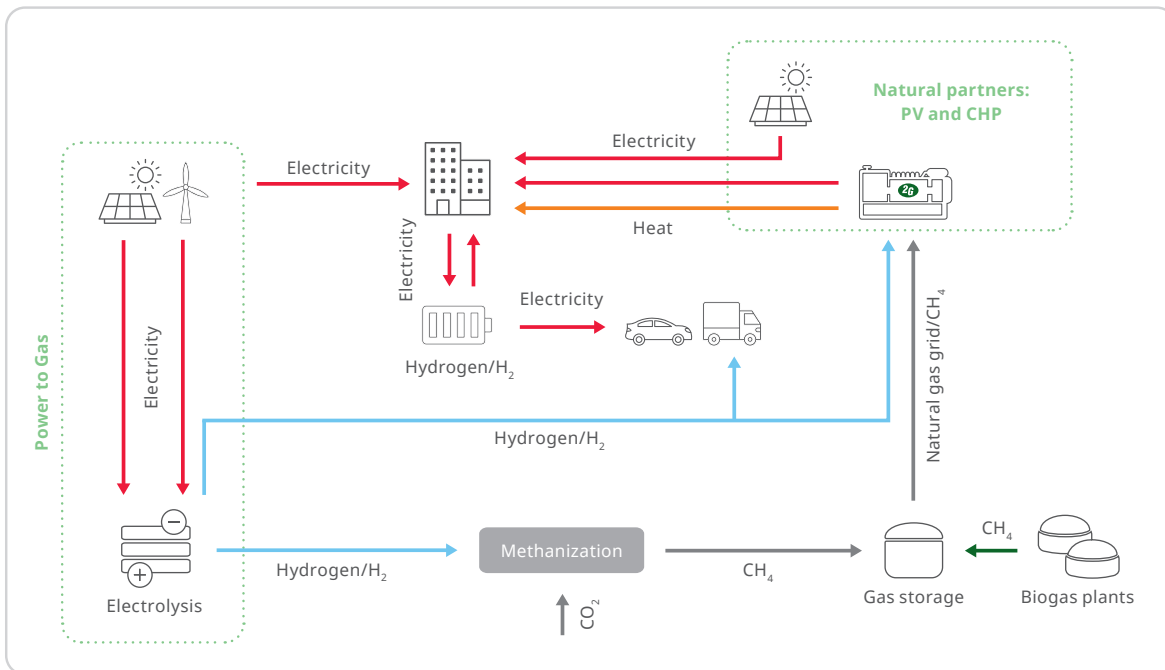 Natural partners:
PV and CHP
Electricity
Electricity
2G
Heat
Electricity
Electricity
Hydrogen/H₂
Power to Gas
Electricity
Natural gas grid/CH₄
Hydrogen/H₂
−
+
Electrolysis
Hydrogen/H₂
Methanization
CO₂
CH₄
Gas storage
CH₄
Biogas plants